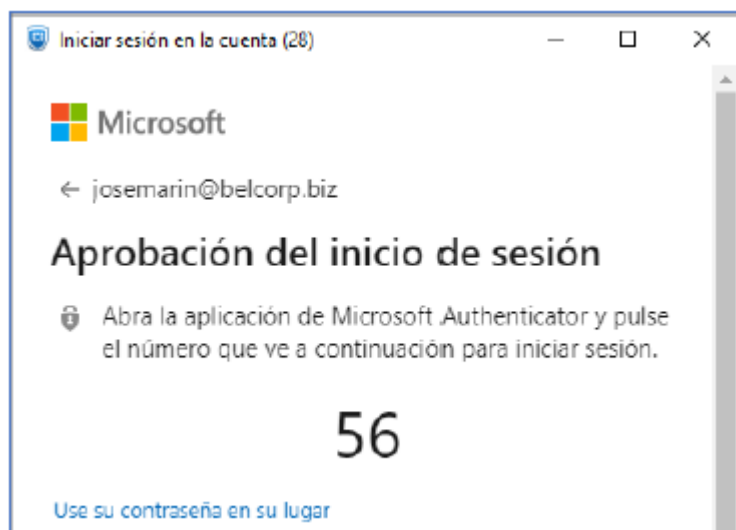 Iniciar sesión en la cuenta (28)
Microsoft
← josemarin@belcorp.biz
Aprobación del inicio de sesión
Abra la aplicación de Microsoft Authenticator y pulse
el número que ve a continuación para iniciar sesión.
56
Use su contraseña en su lugar